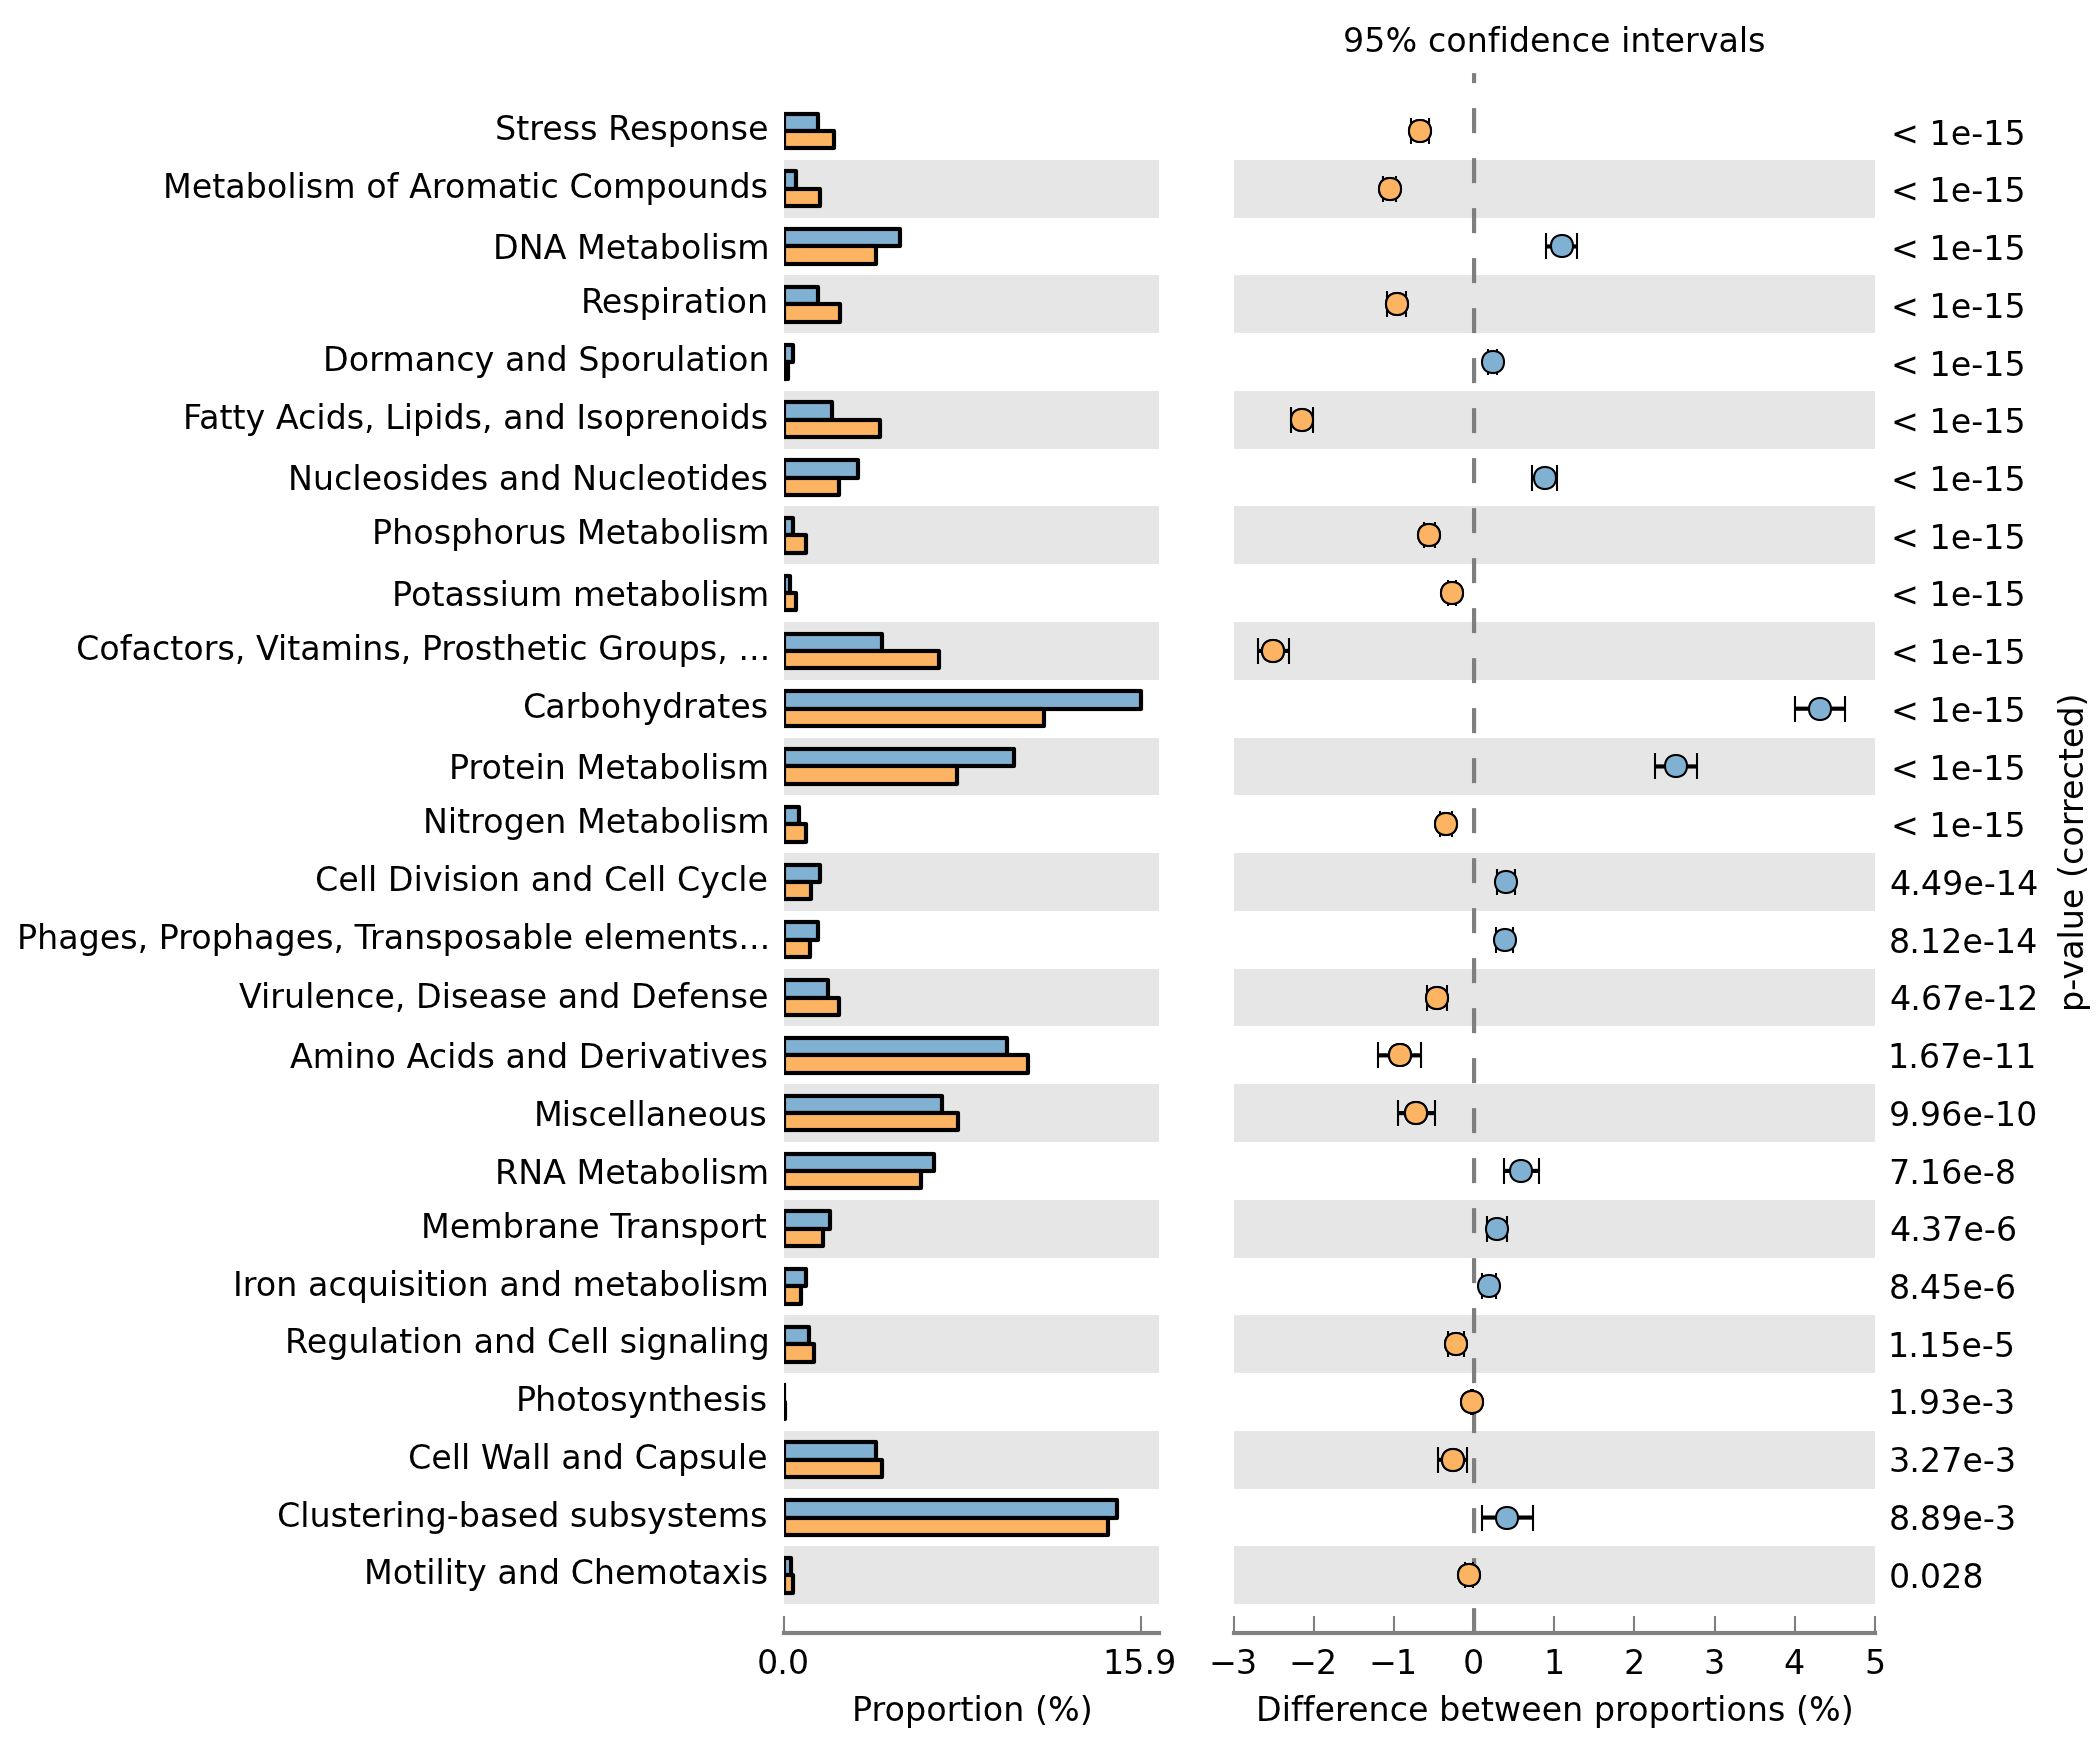 95% confidence intervals
Stress Response < 1e-15
Metabolism of Aromatic Compounds < 1e-15
DNA Metabolism < 1e-15
Respiration < 1e-15
Dormancy and Sporulation < 1e-15
Fatty Acids, Lipids, and Isoprenoids < 1e-15
Nucleosides and Nucleotides < 1e-15
Phosphorus Metabolism < 1e-15
Potassium metabolism < 1e-15
Cofactors, Vitamins, Prosthetic Groups, ... < 1e-15
Carbohydrates < 1e-15
Protein Metabolism < 1e-15
Nitrogen Metabolism < 1e-15
Cell Division and Cell Cycle 4.49e-14
Phages, Prophages, Transposable elements... 8.12e-14
Virulence, Disease and Defense 4.67e-12
Amino Acids and Derivatives 1.67e-11
Miscellaneous 9.96e-10
RNA Metabolism 7.16e-8
Membrane Transport 4.37e-6
Iron acquisition and metabolism 8.45e-6
Regulation and Cell signaling 1.15e-5
Photosynthesis 1.93e-3
Cell Wall and Capsule 3.27e-3
Clustering-based subsystems 8.89e-3
Motility and Chemotaxis 0.028
p-value (corrected)
0.0 15.9 −3 −2 −1 0 1 2 3 4 5
Proportion (%) Difference between proportions (%)